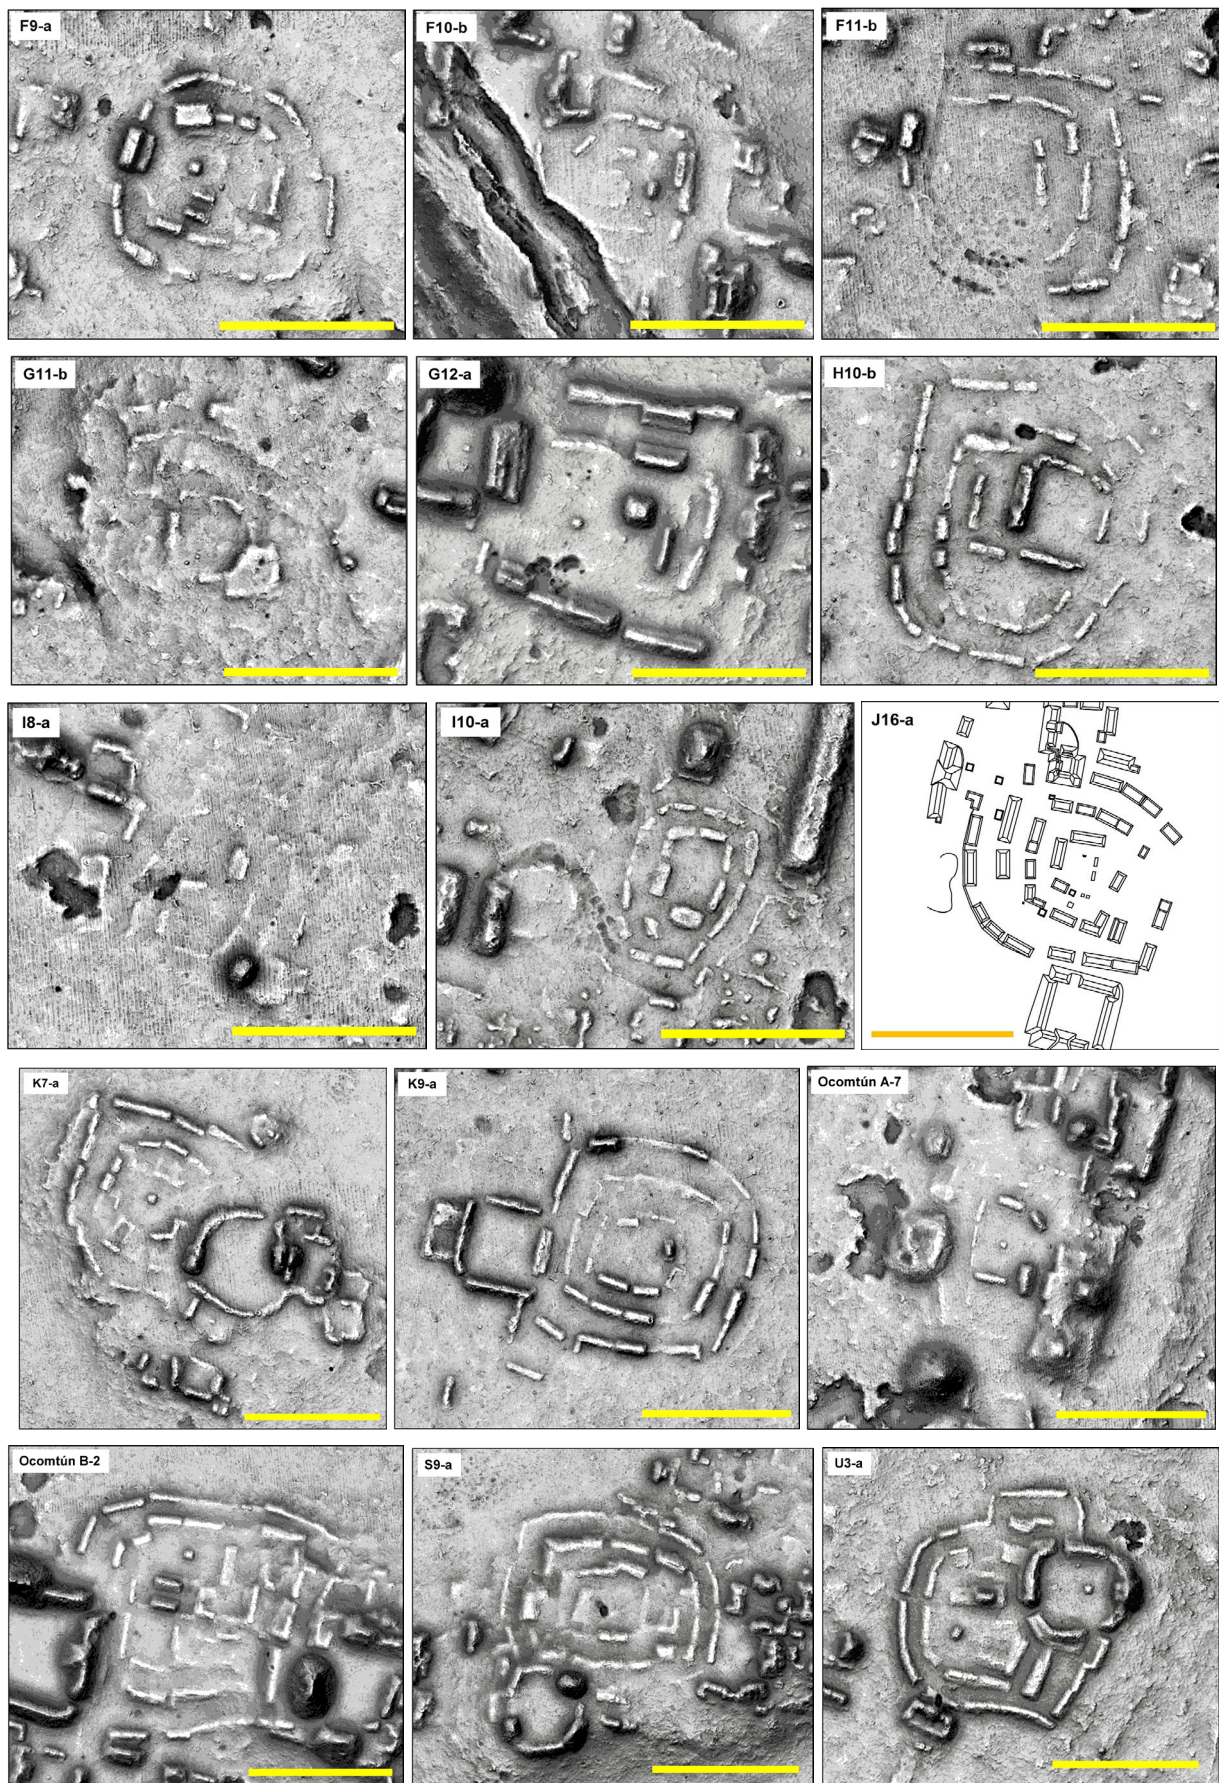 F9-a
F10-b
F11-b
G11-b
G12-a
H10-b
I8-a
I10-a
J16-a
K7-a
K9-a
Ocomtún A-7
Ocomtún B-2
S9-a
U3-a